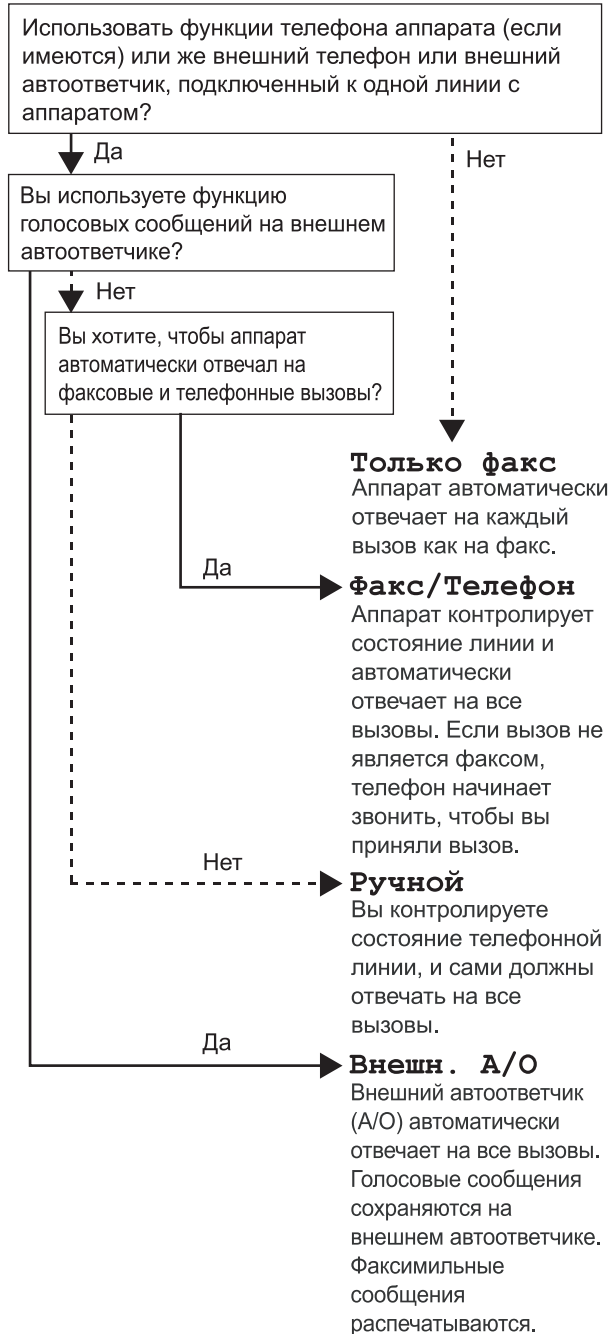 Использовать функции телефона аппарата (если
имеются) или же внешний телефон или внешний
автоответчик, подключенный к одной линии с
аппаратом?
Да
Нет
Вы используете функцию
голосовых сообщений на внешнем
автоответчике?
Нет
Вы хотите, чтобы аппарат
автоматически отвечал на
факсовые и телефонные вызовы?
Только факс
Аппарат автоматически
отвечает на каждый
вызов как на факс.
Да
Факс/Телефон
Аппарат контролирует
состояние линии и
автоматически
отвечает на все
вызовы. Если вызов не
является факсом,
телефон начинает
звонить, чтобы вы
приняли вызов.
Нет
Ручной
Вы контролируете
состояние телефонной
линии, и сами должны
отвечать на все
вызовы.
Да
Внешн. А/О
Внешний автоответчик
(А/О) автоматически
отвечает на все вызовы.
Голосовые сообщения
сохраняются на
внешнем автоответчике.
Факсимильные
сообщения
распечатываются.